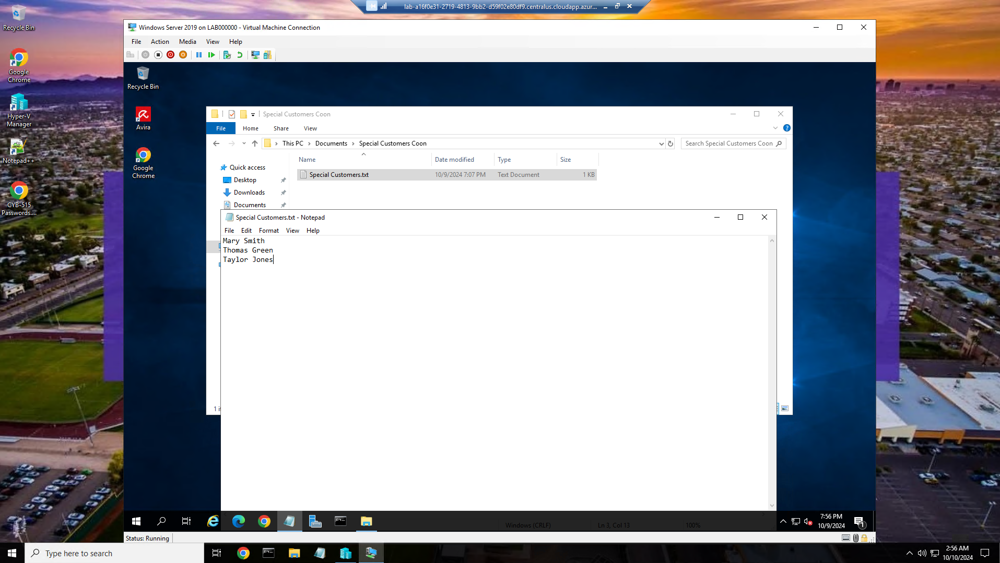 lab-a16f0e31-2719-4813-9bb2-d59f02e80df9.centralus.cloudapp.azur...
Recycle Bin
Google
Chrome
Hyper-V
Manager
Notepad++
CYB-515
Passwords....
Windows Server 2019 on LAB000000 - Virtual Machine Connection
File Action Media View Help
Recycle Bin
Avira
Google
Chrome
Special Customers Coon
File Home Share View
This PC > Documents > Special Customers Coon
Search Special Customers Coon
Name Date modified Type Size
Quick access
Desktop
Downloads
Documents
Special Customers.txt 10/9/2024 7:07 PM Text Document 1 KB
Special Customers.txt - Notepad
File Edit Format View Help
Mary Smith
Thomas Green
Taylor Jones
Windows (CRLF) Ln 3, Col 13 100%
7:56 PM
10/9/2024
1
Status: Running
Type here to search
2:56 AM
10/10/2024